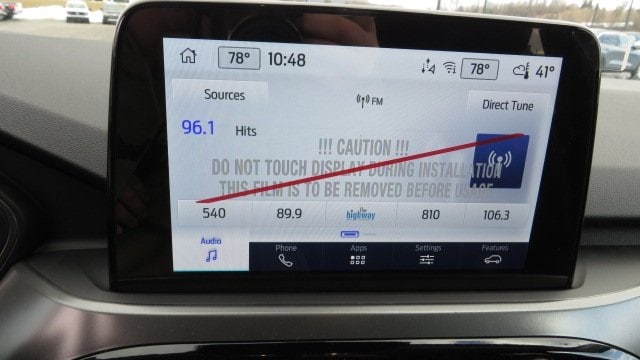 78° 10:48 78° 41°
Sources FM Direct Tune
96.1 Hits
!!! CAUTION !!!
DO NOT TOUCH DISPLAY DURING INSTALLATION
THIS FILM IS TO BE REMOVED BEFORE USAGE
540 89.9 the highway 810 106.3
Audio Phone Apps Settings Features